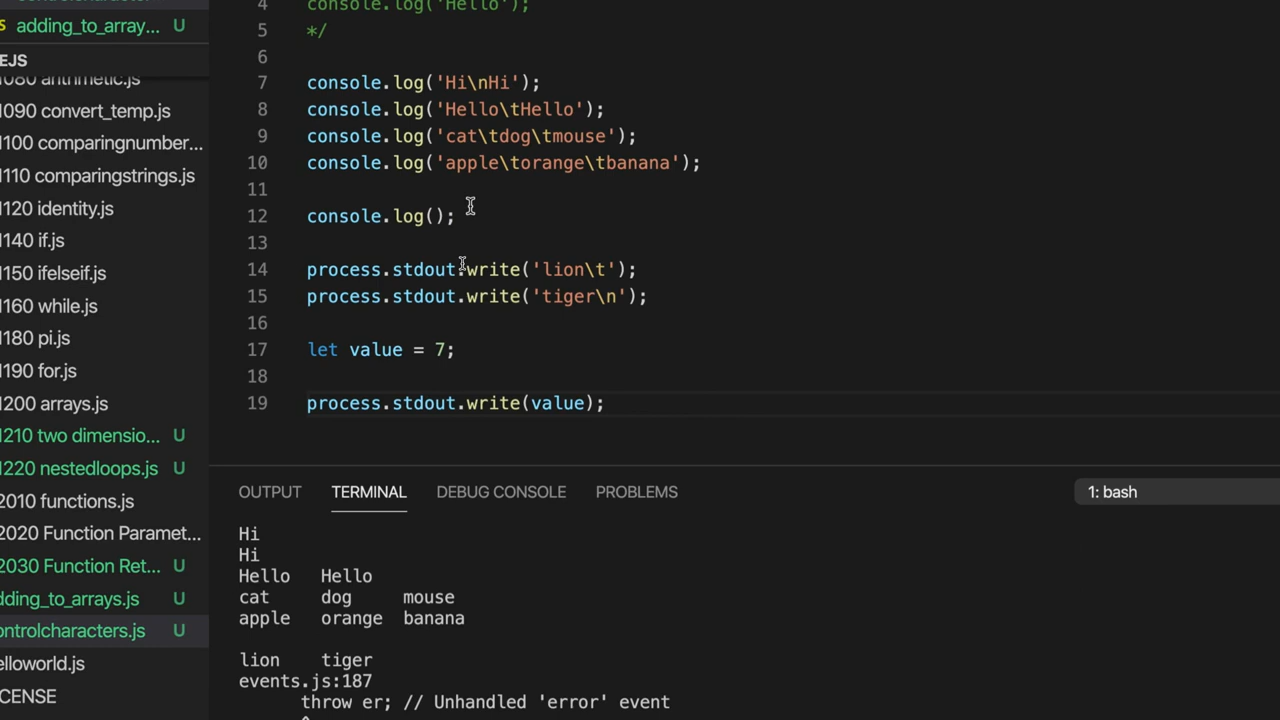 4 console.log('Hello');
adding_to_array... U
5 */
EJS
6
1080 arithmetic.js
7 console.log('Hi\nHi');
1090 convert_temp.js
8 console.log('Hello\tHello');
1100 comparingnumber...
9 console.log('cat\tdog\tmouse');
1110 comparingstrings.js
10 console.log('apple\torange\tbanana');
1120 identity.js
11
12 console.log();
1140 if.js
13
1150 ifelseif.js
14 process.stdout.write('lion\t');
1160 while.js
15 process.stdout.write('tiger\n');
16
1180 pi.js
17 let value = 7;
1190 for.js
18
1200 arrays.js
19 process.stdout.write(value);
1210 two dimensio... U
1220 nestedloops.js U
2010 functions.js
OUTPUT TERMINAL DEBUG CONSOLE PROBLEMS 1: bash
2020 Function Paramet...
Hi
Hi
2030 Function Ret... U
Hello Hello
dding_to_arrays.js U
cat dog mouse
apple orange banana
ontrolcharacters.js U
elloworld.js
lion tiger
events.js:187
CENSE
throw er; // Unhandled 'error' event
^